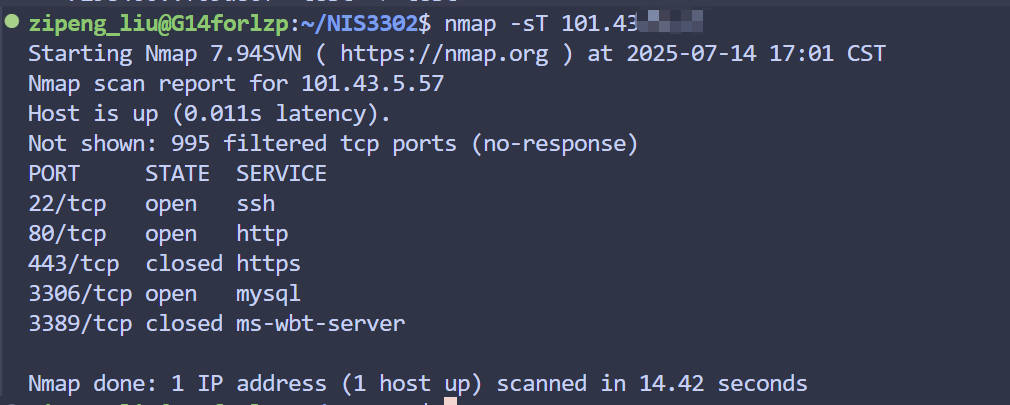 zipeng_liu@G14forlzp:~/NIS3302$ nmap -sT 101.43
Starting Nmap 7.94SVN ( https://nmap.org ) at 2025-07-14 17:01 CST
Nmap scan report for 101.43.5.57
Host is up (0.011s latency).
Not shown: 995 filtered tcp ports (no-response)
PORT     STATE  SERVICE
22/tcp   open   ssh
80/tcp   open   http
443/tcp  closed https
3306/tcp open   mysql
3389/tcp closed ms-wbt-server
Nmap done: 1 IP address (1 host up) scanned in 14.42 seconds